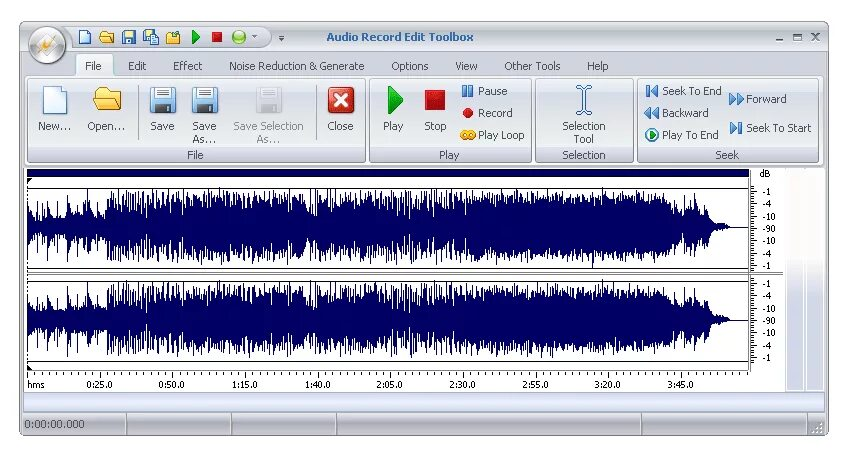 Audio Record Edit Toolbox
File Edit Effect Noise Reduction & Generate Options View Other Tools Help
New... Open... Save Save As... Save Selection As... Close
File
Play Stop Pause
Record
Play Loop
Play
Selection Tool
Selection
Seek To End Forward
Backward
Play To End Seek To Start
Seek
dB
-1
-4
-10
-90
-10
-4
-1
-1
-4
-10
-90
-10
-4
-1
hms 0:25.0 0:50.0 1:15.0 1:40.0 2:05.0 2:30.0 2:55.0 3:20.0 3:45.0
0:00:00.000